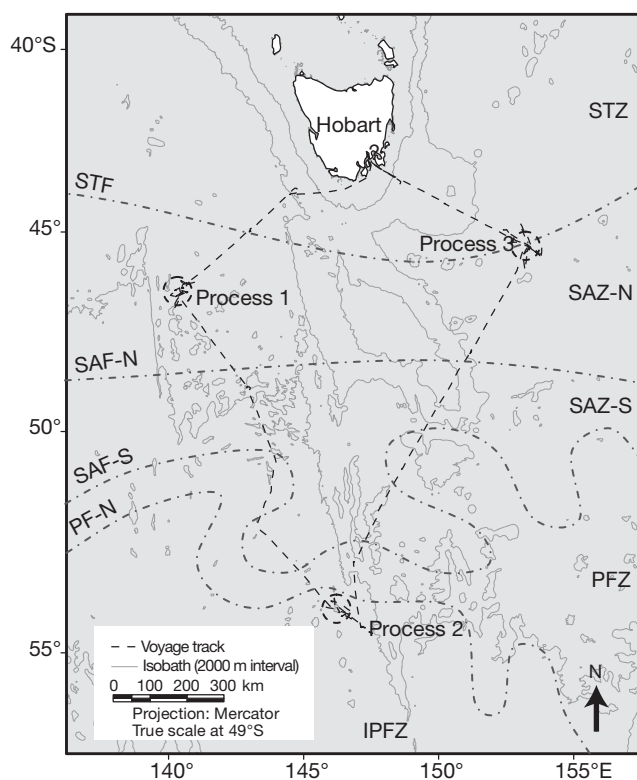 40°S
STZ
Hobart
STF
45°
Process 3
Process 1
SAZ-N
SAF-N
SAZ-S
50°
SAF-S
PF-N
PFZ
Process 2
55°
Voyage track
Isobath (2000 m interval)
0 100 200 300 km
Projection: Mercator
True scale at 49°S
N
IPFZ
140° 145° 150° 155°E